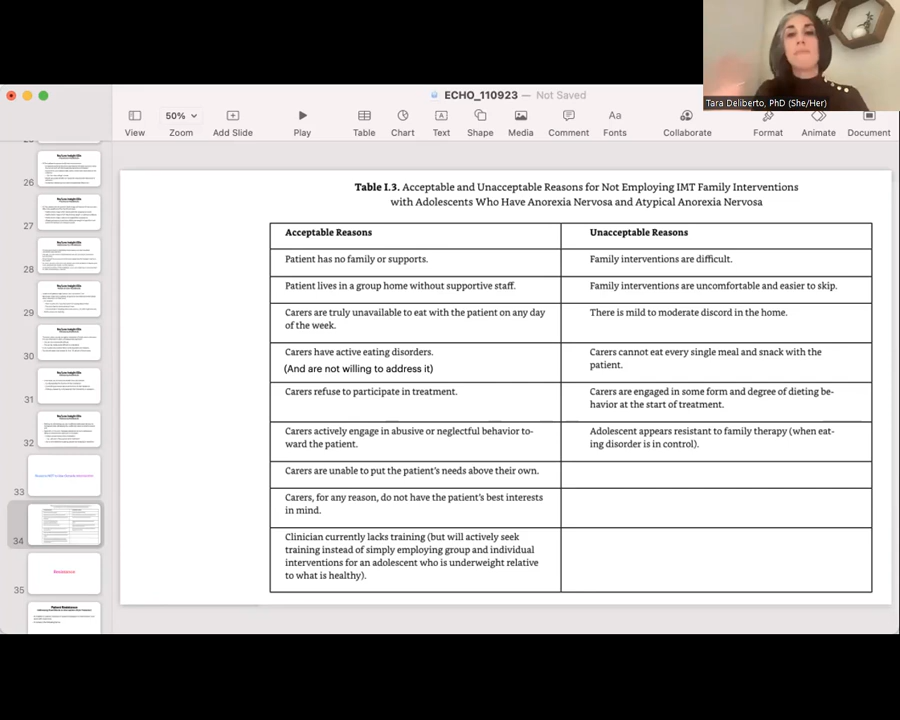 Tara Deliberto, PhD (She/Her)
ECHO_110923 — Not Saved
50%
View
Zoom
Add Slide
Play
Table
Chart
Text
Shape
Media
Comment
Fonts
Collaborate
Format
Animate
Document
26
27
28
29
30
31
32
33
34
35
Resistance
Table I.3. Acceptable and Unacceptable Reasons for Not Employing IMT Family Interventions
with Adolescents Who Have Anorexia Nervosa and Atypical Anorexia Nervosa
Acceptable Reasons
Unacceptable Reasons
Patient has no family or supports.
Family interventions are difficult.
Patient lives in a group home without supportive staff.
Family interventions are uncomfortable and easier to skip.
Carers are truly unavailable to eat with the patient on any day
of the week.
There is mild to moderate discord in the home.
Carers have active eating disorders.
(And are not willing to address it)
Carers cannot eat every single meal and snack with the
patient.
Carers refuse to participate in treatment.
Carers are engaged in some form and degree of dieting be-
havior at the start of treatment.
Carers actively engage in abusive or neglectful behavior to-
ward the patient.
Adolescent appears resistant to family therapy (when eat-
ing disorder is in control).
Carers are unable to put the patient's needs above their own.
Carers, for any reason, do not have the patient's best interests
in mind.
Clinician currently lacks training (but will actively seek
training instead of simply employing group and individual
interventions for an adolescent who is underweight relative
to what is healthy).